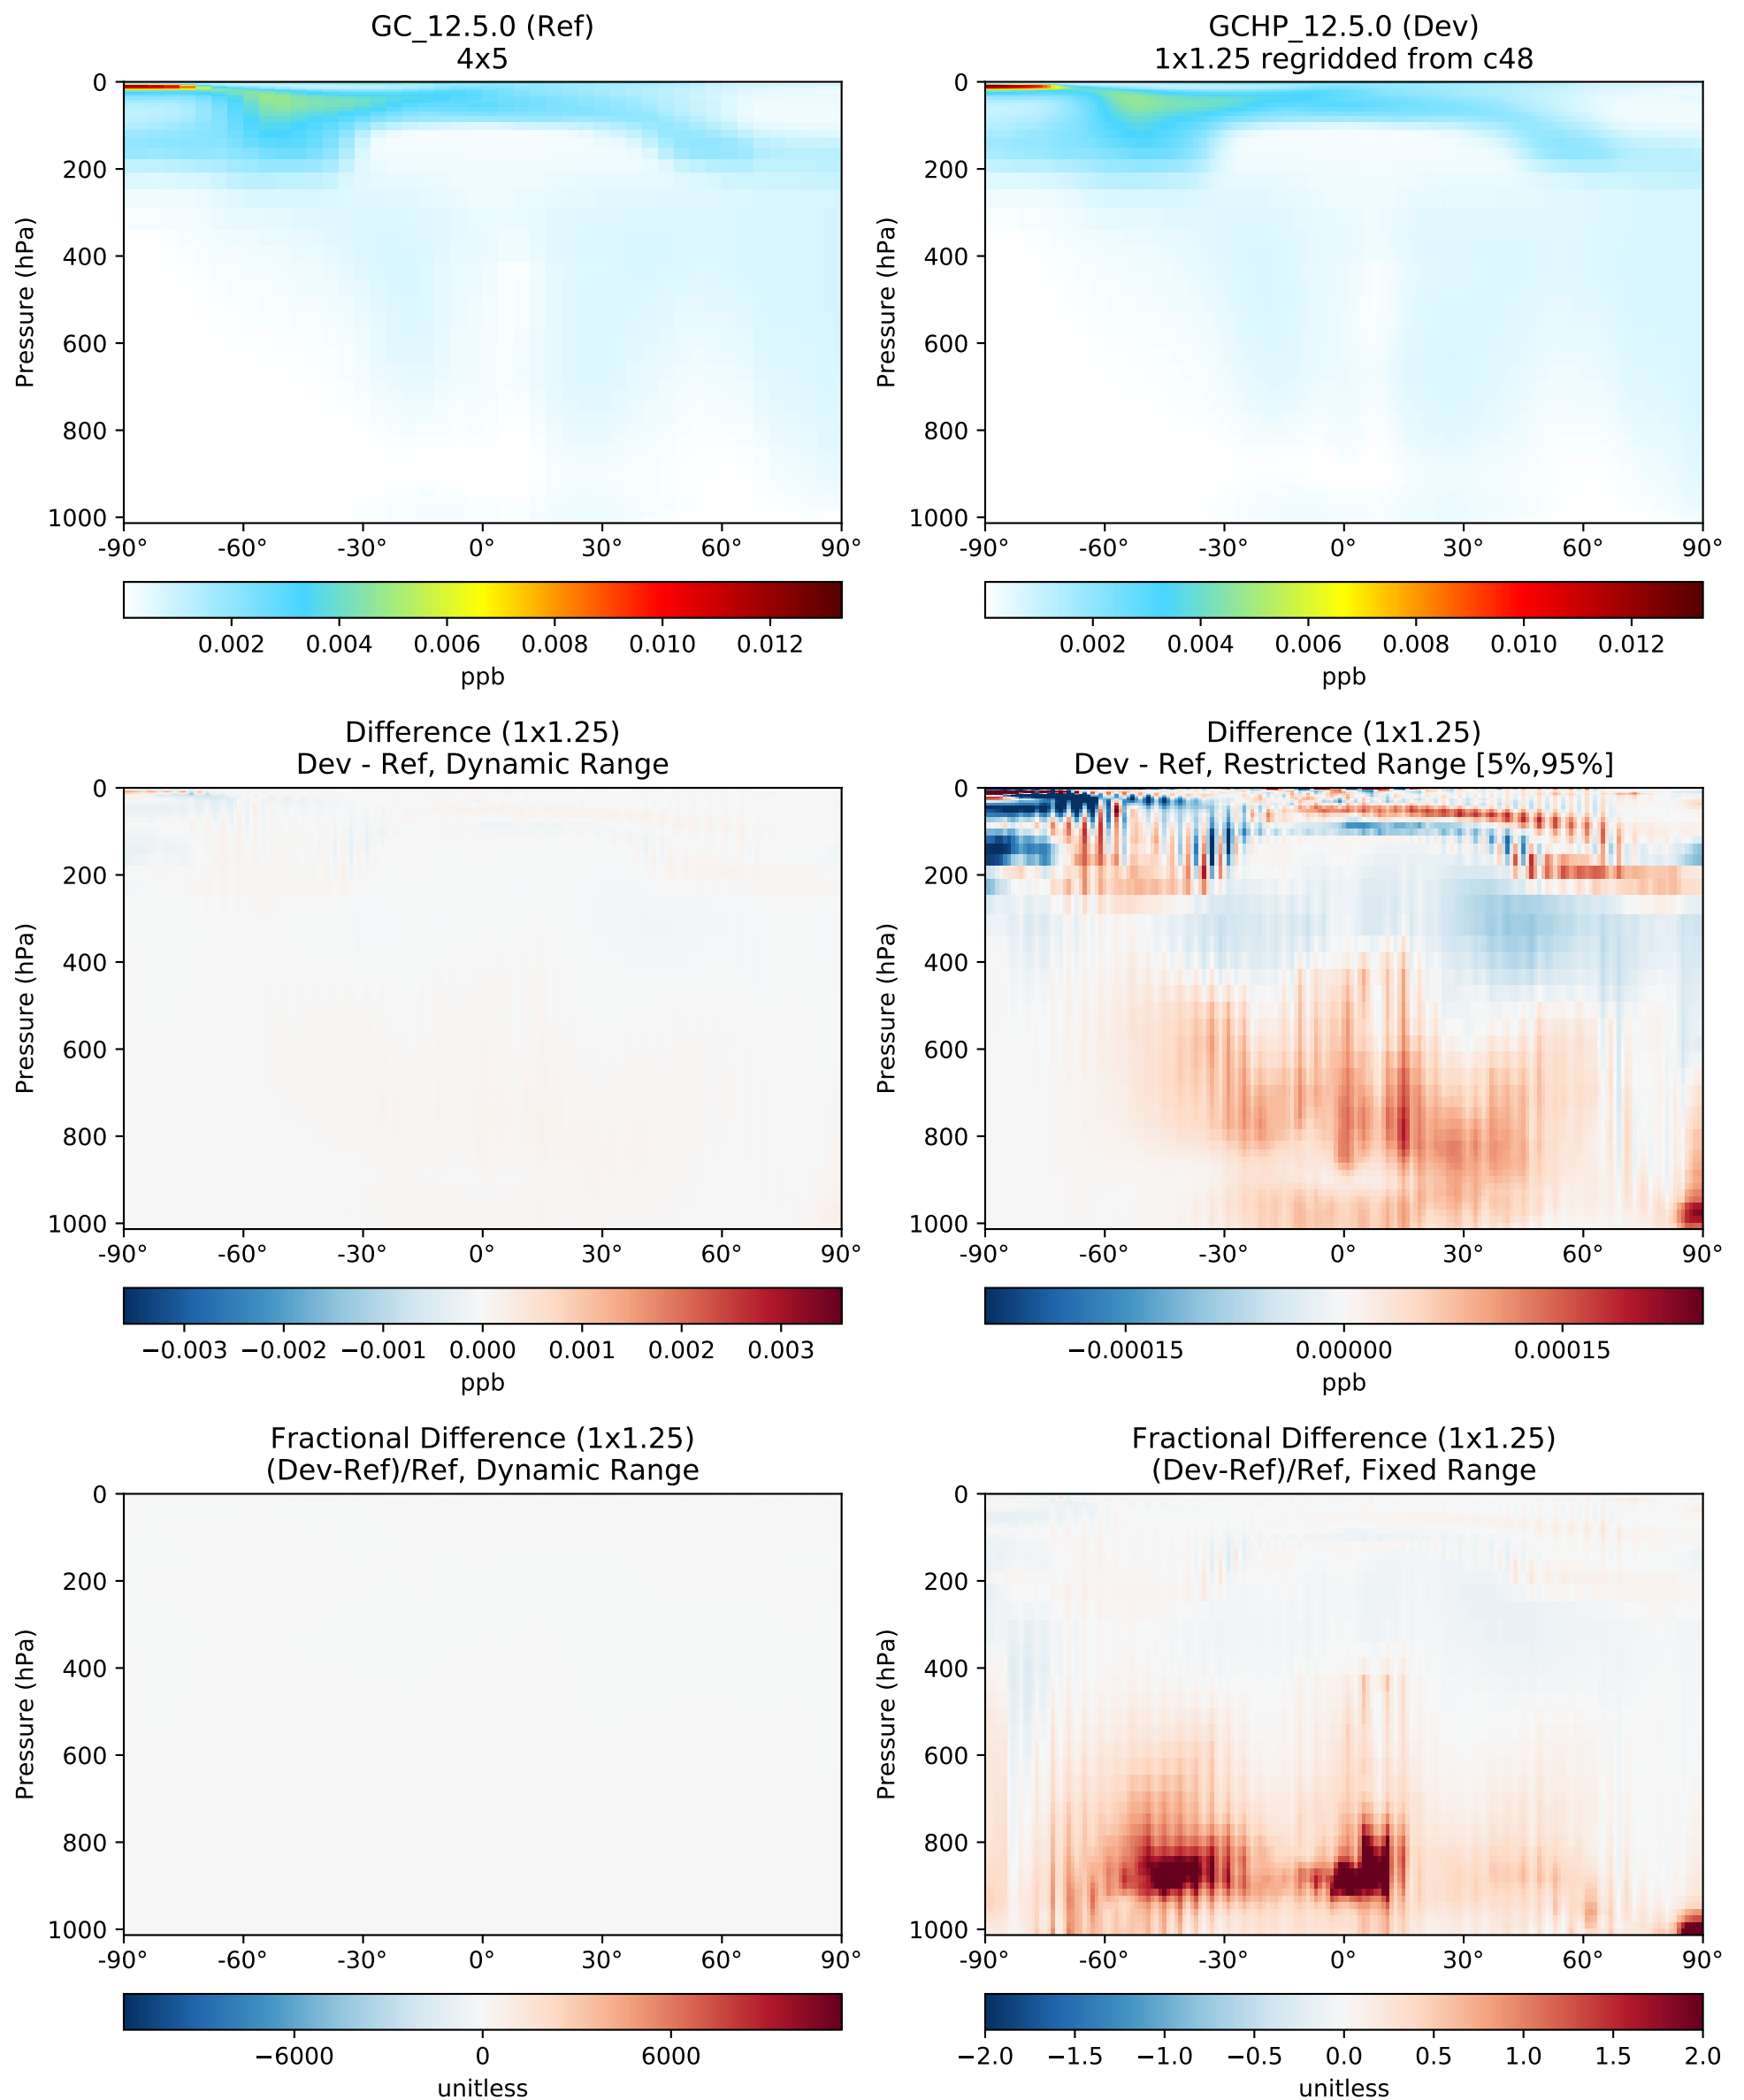 GC_12.5.0 (Ref)
4x5
GCHP_12.5.0 (Dev)
1x1.25 regridded from c48
0
200
400
600
800
1000
Pressure (hPa)
-90° -60° -30° 0° 30° 60° 90°
0.002 0.004 0.006 0.008 0.010 0.012
ppb
0
200
400
600
800
1000
Pressure (hPa)
-90° -60° -30° 0° 30° 60° 90°
0.002 0.004 0.006 0.008 0.010 0.012
ppb
Difference (1x1.25)
Dev - Ref, Dynamic Range
Difference (1x1.25)
Dev - Ref, Restricted Range [5%,95%]
0
200
400
600
800
1000
Pressure (hPa)
-90° -60° -30° 0° 30° 60° 90°
−0.003 −0.002 −0.001 0.000 0.001 0.002 0.003
ppb
0
200
400
600
800
1000
Pressure (hPa)
-90° -60° -30° 0° 30° 60° 90°
−0.00015 0.00000 0.00015
ppb
Fractional Difference (1x1.25)
(Dev-Ref)/Ref, Dynamic Range
Fractional Difference (1x1.25)
(Dev-Ref)/Ref, Fixed Range
0
200
400
600
800
1000
Pressure (hPa)
-90° -60° -30° 0° 30° 60° 90°
−6000 0 6000
unitless
0
200
400
600
800
1000
Pressure (hPa)
-90° -60° -30° 0° 30° 60° 90°
−2.0 −1.5 −1.0 −0.5 0.0 0.5 1.0 1.5 2.0
unitless